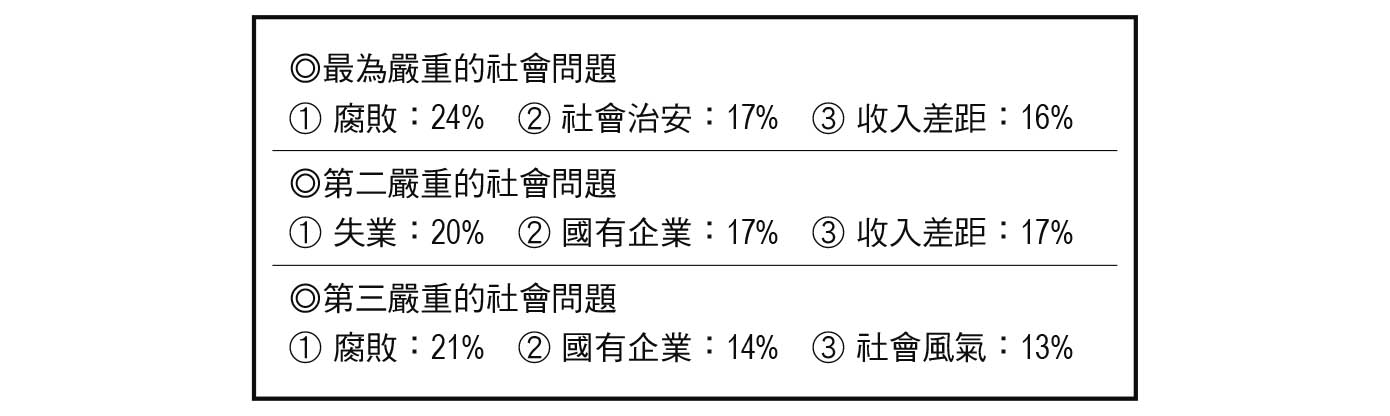 ◎最為嚴重的社會問題
① 腐敗：24% ② 社會治安：17% ③ 收入差距：16%
◎第二嚴重的社會問題
① 失業：20% ② 國有企業：17% ③ 收入差距：17%
◎第三嚴重的社會問題
① 腐敗：21% ② 國有企業：14% ③ 社會風氣：13%